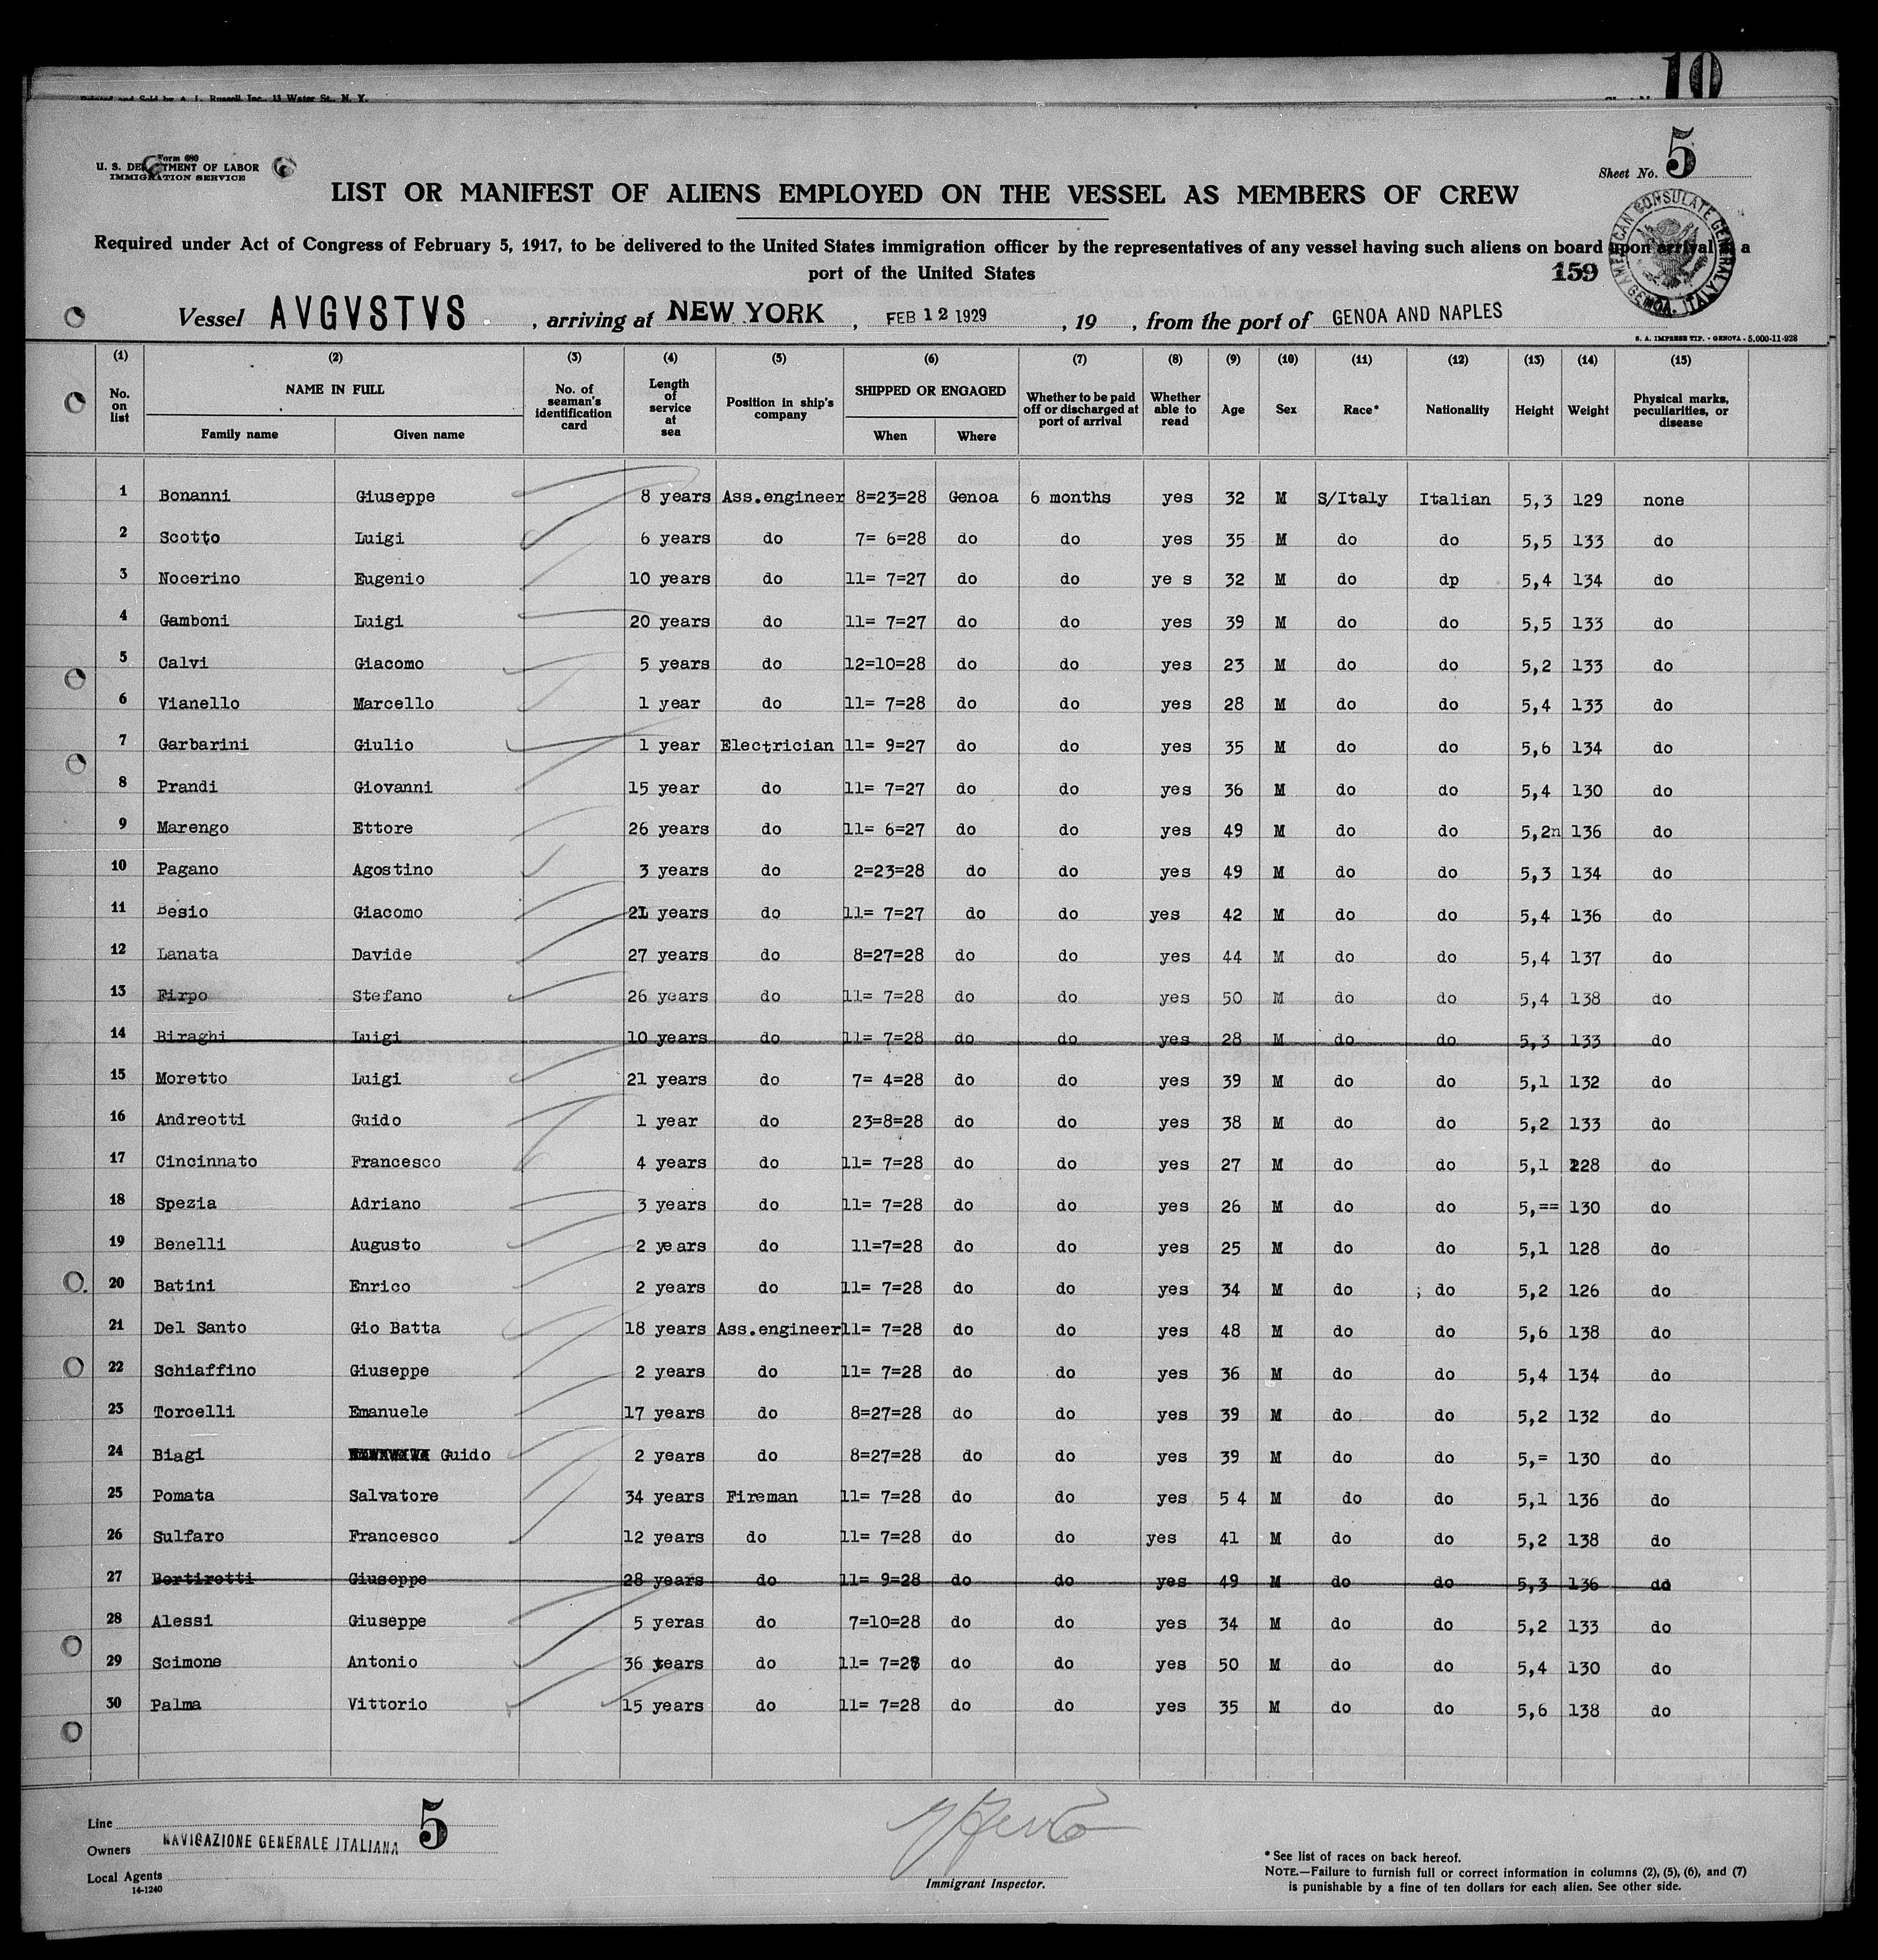 Printed and Sold by A. L. Russell Inc. 13 Water St., N. Y.
10
Form 680
U. S. DEPARTMENT OF LABOR
IMMIGRATION SERVICE
Sheet No. 5
LIST OR MANIFEST OF ALIENS EMPLOYED ON THE VESSEL AS MEMBERS OF CREW
Required under Act of Congress of February 5, 1917, to be delivered to the United States immigration officer by the representatives of any vessel having such aliens on board upon arrival at a
port of the United States
159
AMERICAN CONSULATE GENERAL GENOA, ITALY
Vessel AVGVSTVS, arriving at NEW YORK, FEB 12 1929, 19 , from the port of GENOA AND NAPLES
S. A. IMPRESE TIP. - GENOVA - 5.000-11-928
(1) (2) (3) (4) (5) (6) (7) (8) (9) (10) (11) (12) (13) (14) (15)
No. on list NAME IN FULL Family name Given name No. of seaman's identification card Length of service at sea Position in ship's company SHIPPED OR ENGAGED When Where Whether to be paid off or discharged at port of arrival Whether able to read Age Sex Race* Nationality Height Weight Physical marks, peculiarities, or disease
1 Bonanni Giuseppe 8 years Ass.engineer 8=23=28 Genoa 6 months yes 32 M S/Italy Italian 5,3 129 none
2 Scotto Luigi 6 years do 7= 6=28 do do yes 35 M do do 5,5 133 do
3 Nocerino Eugenio 10 years do 11= 7=27 do do ye s 32 M do dp 5,4 134 do
4 Gamboni Luigi 20 years do 11= 7=27 do do yes 39 M do do 5,5 133 do
5 Calvi Giacomo 5 years do 12=10=28 do do yes 23 M do do 5,2 133 do
6 Vianello Marcello 1 year do 11= 7=28 do do yes 28 M do do 5,4 133 do
7 Garbarini Giulio 1 year Electrician 11= 9=27 do do yes 35 M do do 5,6 134 do
8 Prandi Giovanni 15 year do 11= 7=27 do do yes 36 M do do 5,4 130 do
9 Marengo Ettore 26 years do 11= 6=27 do do yes 49 M do do 5,2n 136 do
10 Pagano Agostino 3 years do 2=23=28 do do yes 49 M do do 5,3 134 do
11 Besio Giacomo 21 years do 11= 7=27 do do yes 42 M do do 5,4 136 do
12 Lanata Davide 27 years do 8=27=28 do do yes 44 M do do 5,4 137 do
13 Firpo Stefano 26 years do 11= 7=28 do do yes 50 M do do 5,4 138 do
14 Biraghi Luigi 10 years do 11= 7=28 do do yes 28 M do do 5,3 133 do
15 Moretto Luigi 21 years do 7= 4=28 do do yes 39 M do do 5,1 132 do
16 Andreotti Guido 1 year do 23=8=28 do do yes 38 M do do 5,2 133 do
17 Cincinnato Francesco 4 years do 11= 7=28 do do yes 27 M do do 5,1 228 do
18 Spezia Adriano 3 years do 11= 7=28 do do yes 26 M do do 5,== 130 do
19 Benelli Augusto 2 years do 11=7=28 do do yes 25 M do do 5,1 128 do
20 Batini Enrico 2 years do 11= 7=28 do do yes 34 M do ; do 5,2 126 do
21 Del Santo Gio Batta 18 years Ass.engineer 11= 7=28 do do yes 48 M do do 5,6 138 do
22 Schiaffino Giuseppe 2 years do 11= 7=28 do do yes 36 M do do 5,4 134 do
23 Torcelli Emanuele 17 years do 8=27=28 do do yes 39 M do do 5,2 132 do
24 Biagi Guido 2 years do 8=27=28 do do yes 39 M do do 5,= 130 do
25 Pomata Salvatore 34 years Fireman 11= 7=28 do do yes 5 4 M do do 5,1 136 do
26 Sulfaro Francesco 12 years do 11= 7=28 do do yes 41 M do do 5,2 138 do
27 Bertirotti Giuseppe 28 years do 11= 9=28 do do yes 49 M do do 5,3 136 do
28 Alessi Giuseppe 5 yeras do 7=10=28 do do yes 34 M do do 5,2 133 do
29 Scimone Antonio 36 years do 11= 7=28 do do yes 50 M do do 5,4 130 do
30 Palma Vittorio 15 years do 11= 7=28 do do yes 35 M do do 5,6 138 do
Line
Owners NAVIGAZIONE GENERALE ITALIANA 5
Local Agents
14-1240
Immigrant Inspector.
* See list of races on back hereof.
NOTE.—Failure to furnish full or correct information in columns (2), (5), (6), and (7)
is punishable by a fine of ten dollars for each alien. See other side.